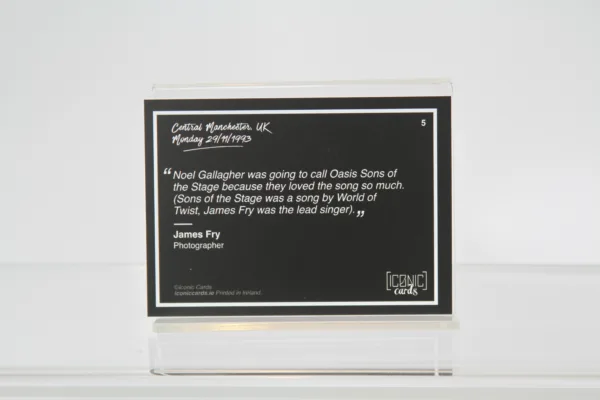 Central Manchester, UK
5
Monday 29/11/1993
“Noel Gallagher was going to call Oasis Sons of
the Stage because they loved the song so much.
(Sons of the Stage was a song by World of
Twist, James Fry was the lead singer).”
James Fry
Photographer
©Iconic Cards
iconiccards.ie Printed in Ireland.
[ICONIC]
cards